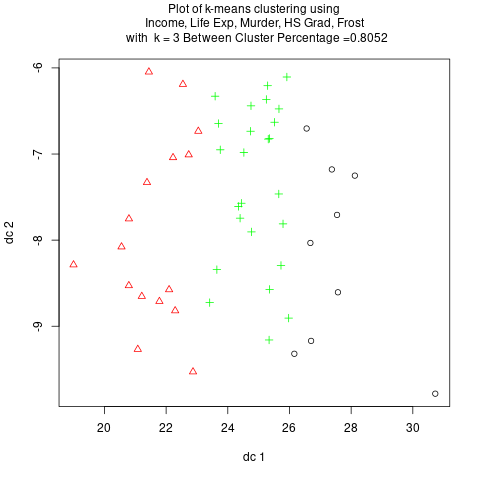 Plot of k-means clustering using
Income, Life Exp, Murder, HS Grad, Frost
with k = 3 Between Cluster Percentage =0.8052
-6
-7
-8
-9
dc 2
20
22
24
26
28
30
dc 1